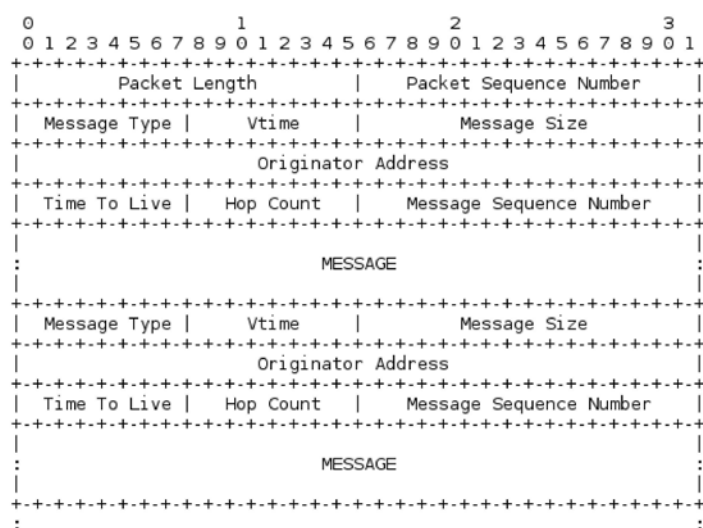 0                   1                   2                   3
0 1 2 3 4 5 6 7 8 9 0 1 2 3 4 5 6 7 8 9 0 1 2 3 4 5 6 7 8 9 0 1
+-+-+-+-+-+-+-+-+-+-+-+-+-+-+-+-+-+-+-+-+-+-+-+-+-+-+-+-+-+-+-+-+
| Packet Length | Packet Sequence Number |
+-+-+-+-+-+-+-+-+-+-+-+-+-+-+-+-+-+-+-+-+-+-+-+-+-+-+-+-+-+-+-+-+
| Message Type | Vtime | Message Size |
+-+-+-+-+-+-+-+-+-+-+-+-+-+-+-+-+-+-+-+-+-+-+-+-+-+-+-+-+-+-+-+-+
| Originator Address |
+-+-+-+-+-+-+-+-+-+-+-+-+-+-+-+-+-+-+-+-+-+-+-+-+-+-+-+-+-+-+-+-+
| Time To Live | Hop Count | Message Sequence Number |
+-+-+-+-+-+-+-+-+-+-+-+-+-+-+-+-+-+-+-+-+-+-+-+-+-+-+-+-+-+-+-+-+
| |
: MESSAGE :
| |
+-+-+-+-+-+-+-+-+-+-+-+-+-+-+-+-+-+-+-+-+-+-+-+-+-+-+-+-+-+-+-+-+
| Message Type | Vtime | Message Size |
+-+-+-+-+-+-+-+-+-+-+-+-+-+-+-+-+-+-+-+-+-+-+-+-+-+-+-+-+-+-+-+-+
| Originator Address |
+-+-+-+-+-+-+-+-+-+-+-+-+-+-+-+-+-+-+-+-+-+-+-+-+-+-+-+-+-+-+-+-+
| Time To Live | Hop Count | Message Sequence Number |
+-+-+-+-+-+-+-+-+-+-+-+-+-+-+-+-+-+-+-+-+-+-+-+-+-+-+-+-+-+-+-+-+
| |
: MESSAGE :
| |
+-+-+-+-+-+-+-+-+-+-+-+-+-+-+-+-+-+-+-+-+-+-+-+-+-+-+-+-+-+-+-+-+
: :